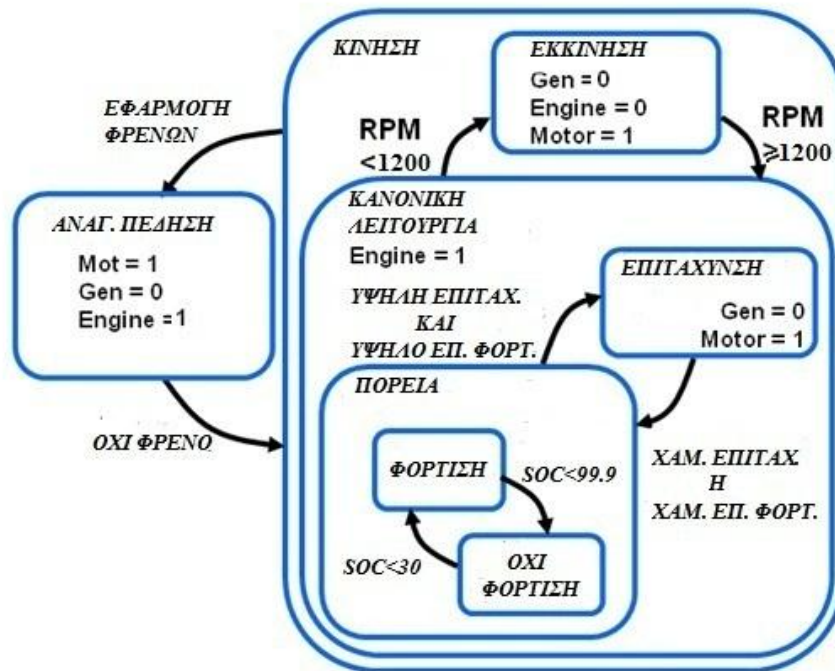 ΚΙΝΗΣΗ
ΕΚΚΙΝΗΣΗ
Gen = 0
Engine = 0
Motor = 1
ΕΦΑΡΜΟΓΗ
ΦΡΕΝΩΝ
RPM
<1200
RPM
⩾1200
ΑΝΑΓ. ΠΕΔΗΣΗ
Mot = 1
Gen = 0
Engine =1
ΚΑΝΟΝΙΚΗ
ΛΕΙΤΟΥΡΓΙΑ
Engine = 1
ΕΠΙΤΑΧΥΝΣΗ
Gen = 0
Motor = 1
ΥΨΗΛΗ ΕΠΙΤΑΧ.
ΚΑΙ
ΥΨΗΛΟ ΕΠ. ΦΟΡΤ.
ΠΟΡΕΙΑ
ΟΧΙ ΦΡΕΝΟ
ΦΟΡΤΙΣΗ
SOC<99.9
ΧΑΜ. ΕΠΙΤΑΧ.
Η
ΧΑΜ. ΕΠ. ΦΟΡΤ.
SOC<30
ΟΧΙ
ΦΟΡΤΙΣΗ